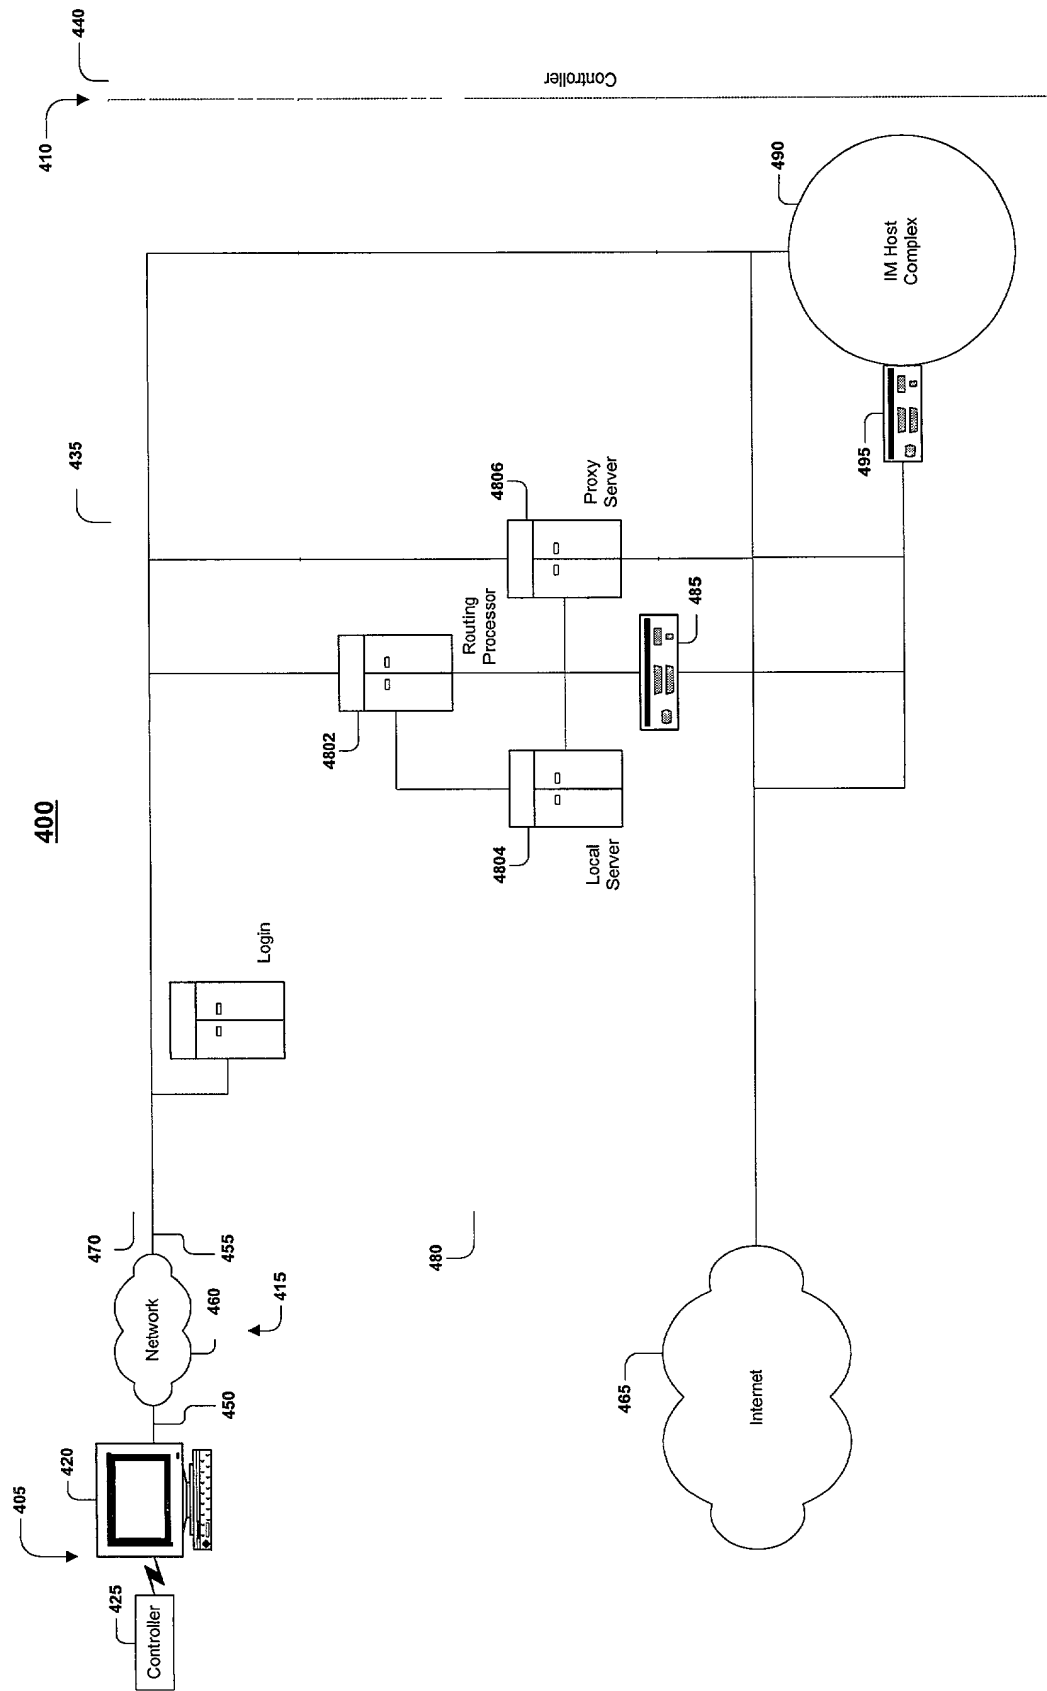 400
405
410
415
420
425
Controller
435
440
Controller
450
Network
460
455
470
Login
480
4802
Routing
Processor
4804
Local
Server
4806
Proxy
Server
485
465
Internet
490
IM Host
Complex
495